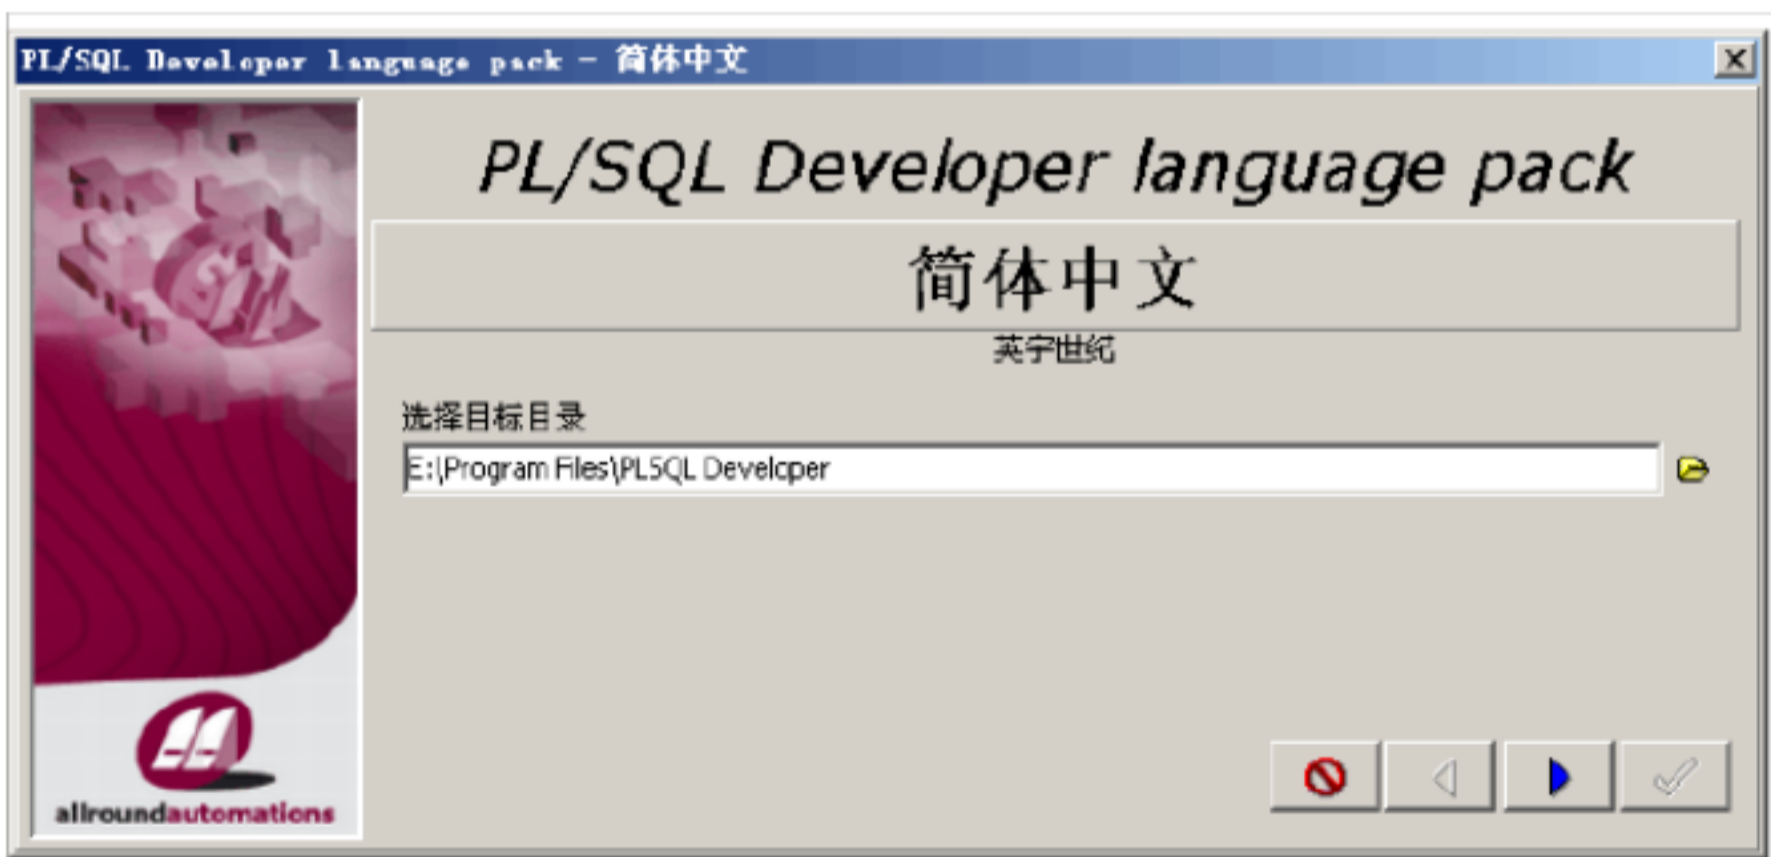 PL/SQL Developer language pack - 简体中文
PL/SQL Developer language pack
简体中文
英宇世纪
选择目标目录
E:\Program Files\PLSQL Developer
allroundautomations